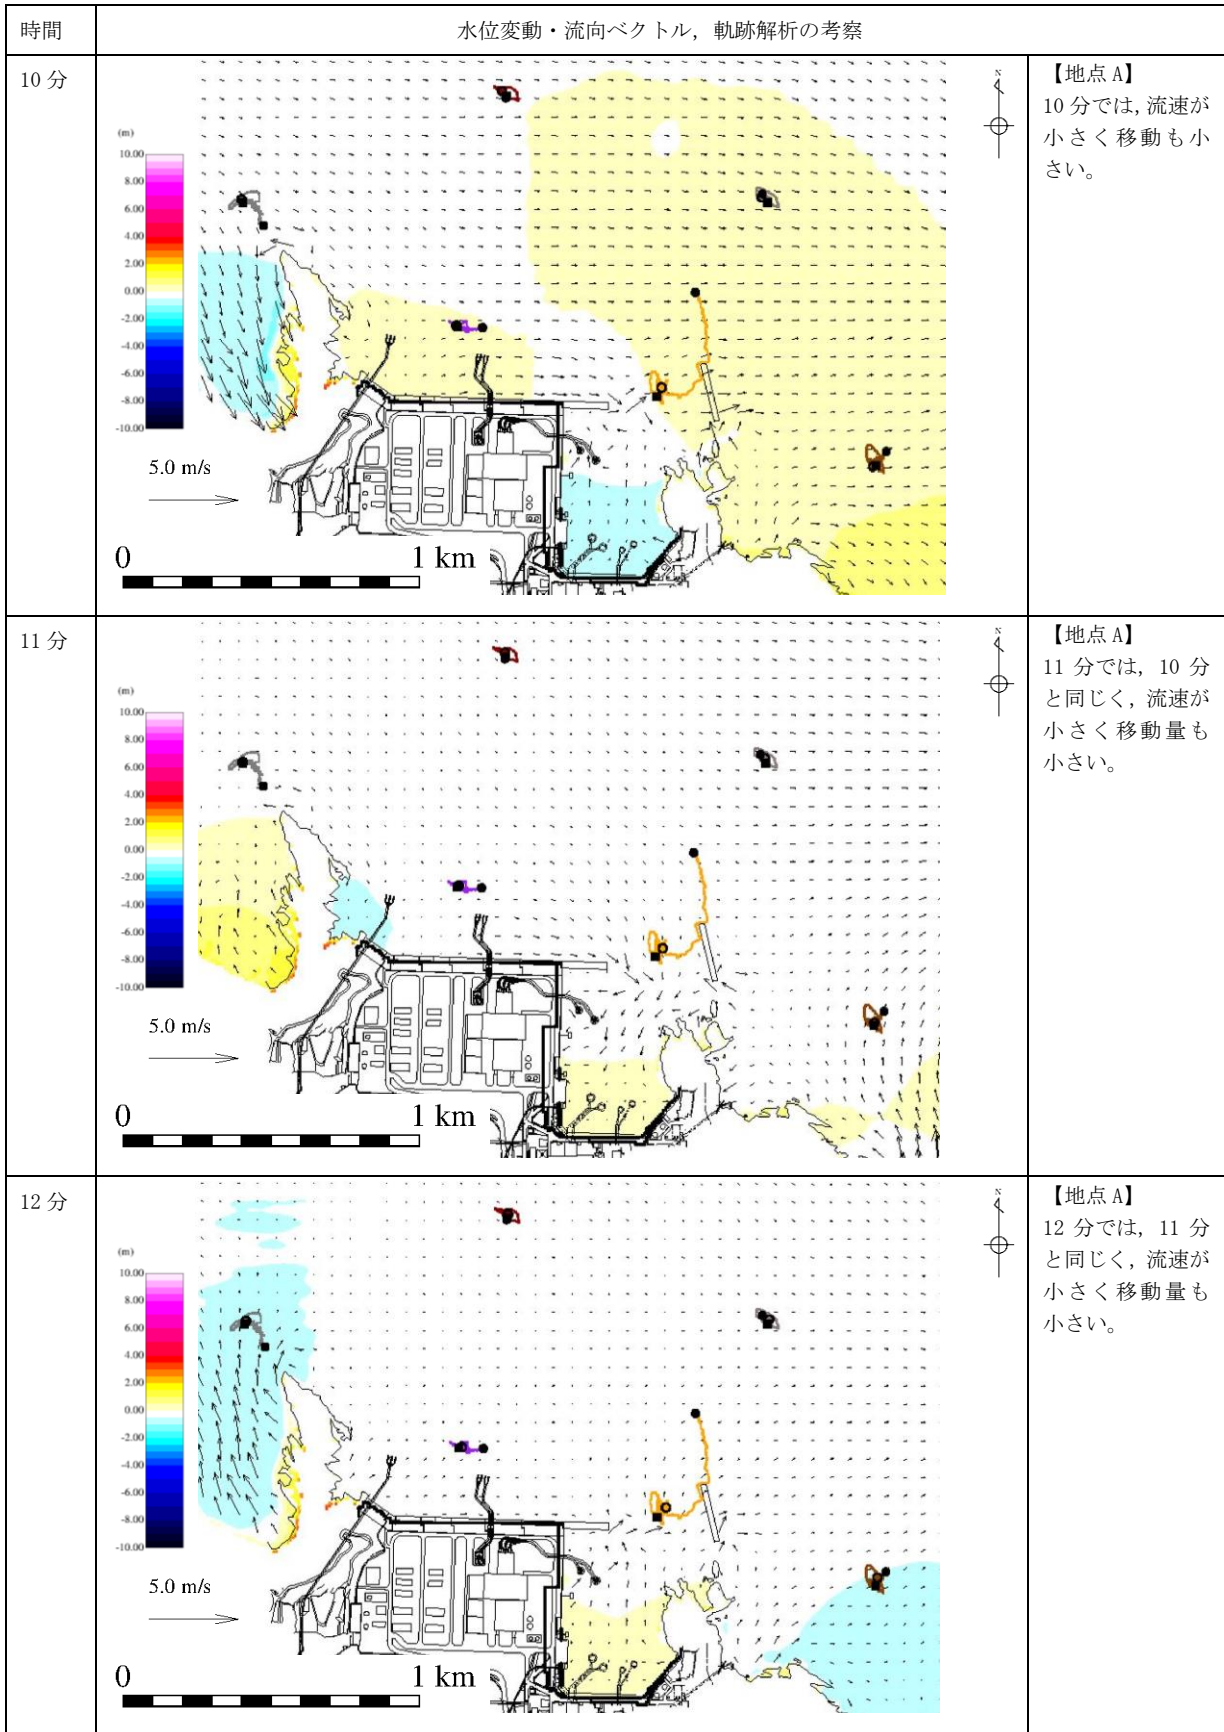 時間
水位変動・流向ベクトル，軌跡解析の考察
10 分
(m)
10.00
8.00
6.00
4.00
2.00
0.00
-2.00
-4.00
-6.00
-8.00
-10.00
5.0 m/s
0
1 km
N
【地点 A】
10 分では，流速が
小さく移動も小
さい。
11 分
(m)
10.00
8.00
6.00
4.00
2.00
0.00
-2.00
-4.00
-6.00
-8.00
-10.00
5.0 m/s
0
1 km
N
【地点 A】
11 分では，10 分
と同じく，流速が
小さく移動量も
小さい。
12 分
(m)
10.00
8.00
6.00
4.00
2.00
0.00
-2.00
-4.00
-6.00
-8.00
-10.00
5.0 m/s
0
1 km
N
【地点 A】
12 分では，11 分
と同じく，流速が
小さく移動量も
小さい。